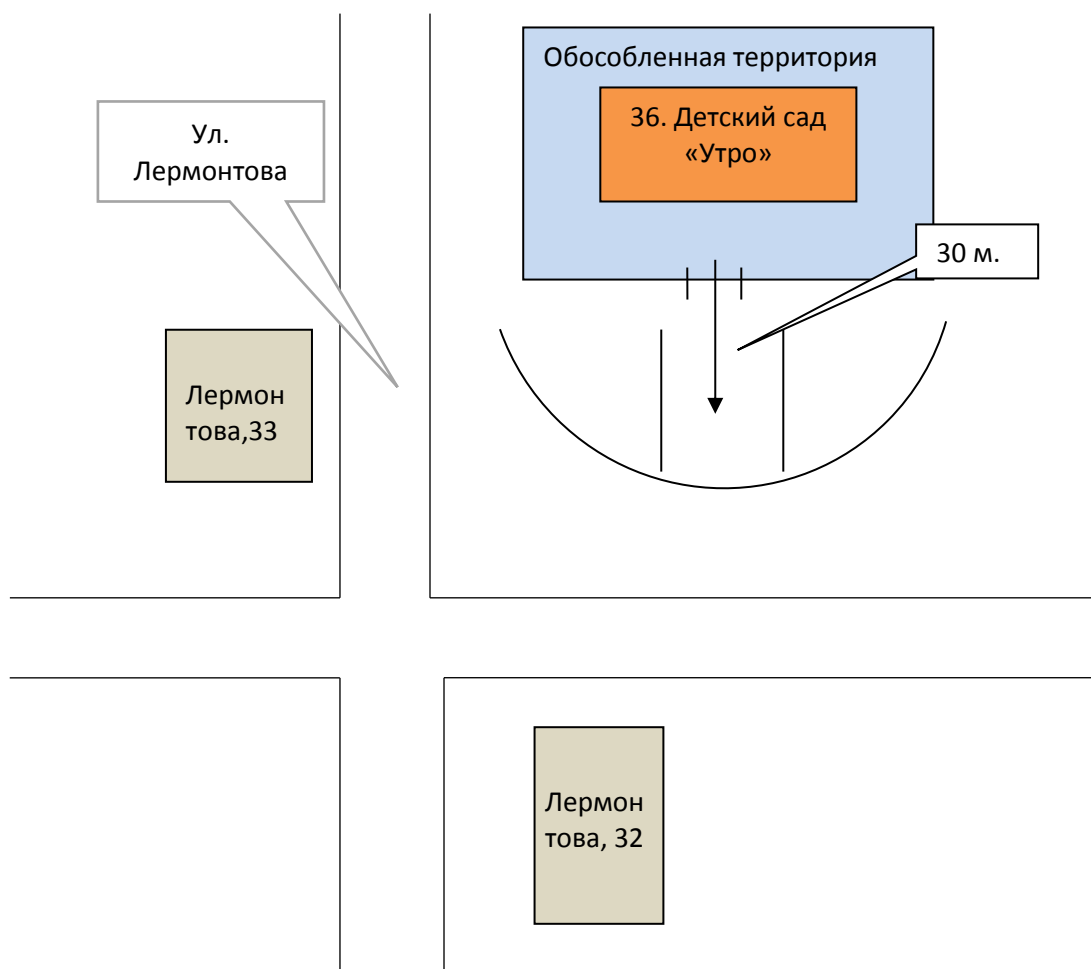 Обособленная территория
36. Детский сад
«Утро»
Ул.
Лермонтова
30 м.
Лермон
това,33
Лермон
това, 32